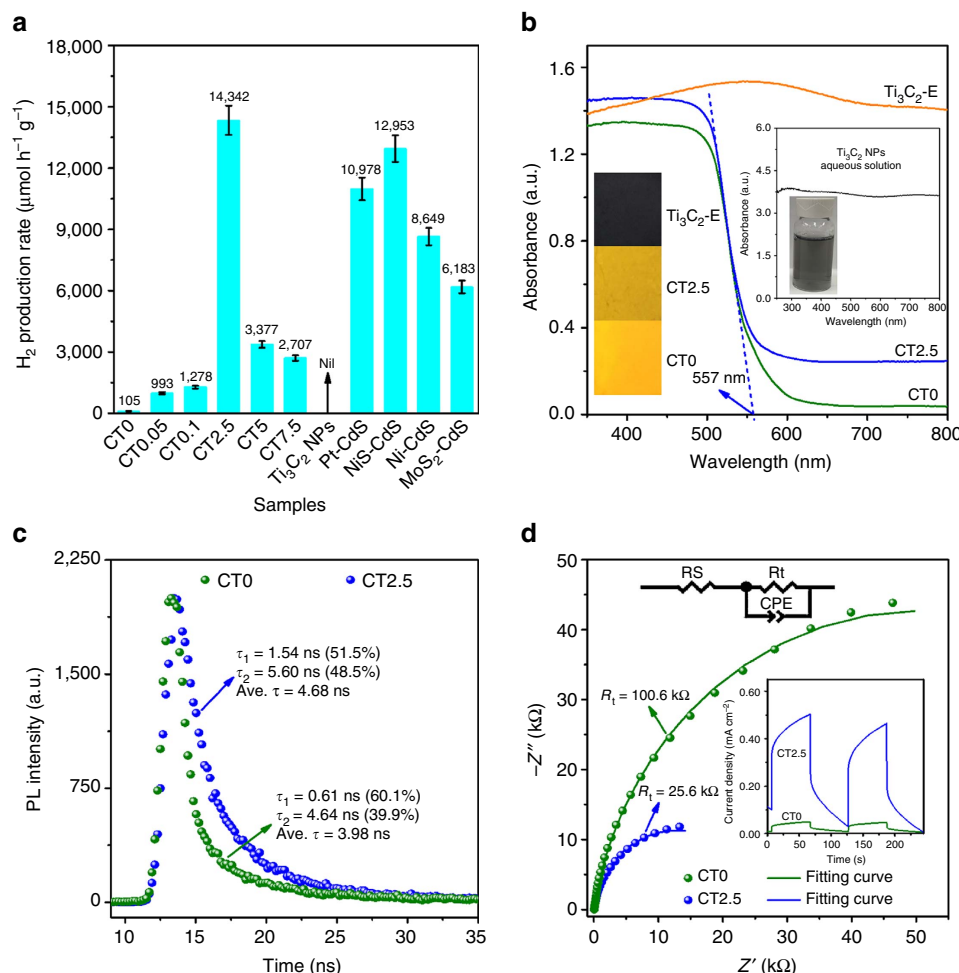 a
H₂ production rate (μmol h⁻¹ g⁻¹)
18,000
15,000
12,000
9,000
6,000
3,000
0
105
993
1,278
14,342
3,377
2,707
Nil
10,978
12,953
8,649
6,183
CT0
CT0.05
CT0.1
CT2.5
CT5
CT7.5
Ti₃C₂ NPs
Pt-CdS
NiS-CdS
Ni-CdS
MoS₂-CdS
Samples
b
Absorbance (a.u.)
1.6
1.2
0.8
0.4
0.0
Ti₃C₂-E
Ti₃C₂-E
CT2.5
CT0
557 nm
CT2.5
CT0
Absorbance (a.u.)
6.0
4.5
3.0
1.5
0.0
Ti₃C₂ NPs
aqueous solution
300 400 500 600 700 800
Wavelength (nm)
400 500 600 700 800
Wavelength (nm)
c
PL intensity (a.u.)
2,250
1,500
750
0
CT0 CT2.5
τ₁ = 1.54 ns (51.5%)
τ₂ = 5.60 ns (48.5%)
Ave. τ = 4.68 ns
τ₁ = 0.61 ns (60.1%)
τ₂ = 4.64 ns (39.9%)
Ave. τ = 3.98 ns
10 15 20 25 30 35
Time (ns)
d
–Z″ (kΩ)
50
40
30
20
10
0
RS Rt
CPE
Rₜ = 100.6 kΩ
Rₜ = 25.6 kΩ
Current density (mA cm⁻²)
0.60
0.40
0.20
0.00
CT2.5
CT0
0 50 100 150 200
Time (s)
CT0 Fitting curve
CT2.5 Fitting curve
0 10 20 30 40 50 60
Z′ (kΩ)